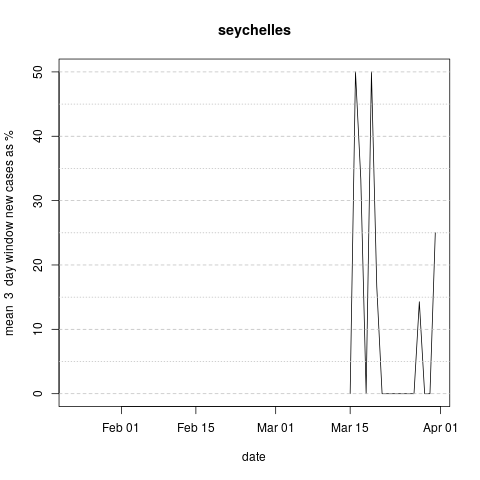 seychelles
mean 3 day window new cases as %
50
40
30
20
10
0
Feb 01
Feb 15
Mar 01
Mar 15
Apr 01
date